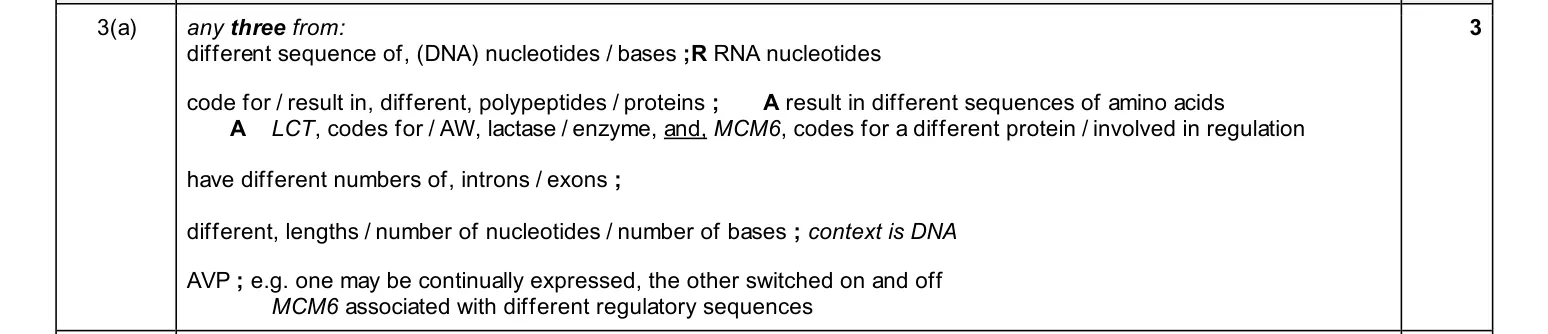 3(a)
any three from:
3
different sequence of, (DNA) nucleotides / bases ;R RNA nucleotides
code for / result in, different, polypeptides / proteins ; A result in different sequences of amino acids
A LCT, codes for / AW, lactase / enzyme, and, MCM6, codes for a different protein / involved in regulation
have different numbers of, introns / exons ;
different, lengths / number of nucleotides / number of bases ; context is DNA
AVP ; e.g. one may be continually expressed, the other switched on and off
MCM6 associated with different regulatory sequences